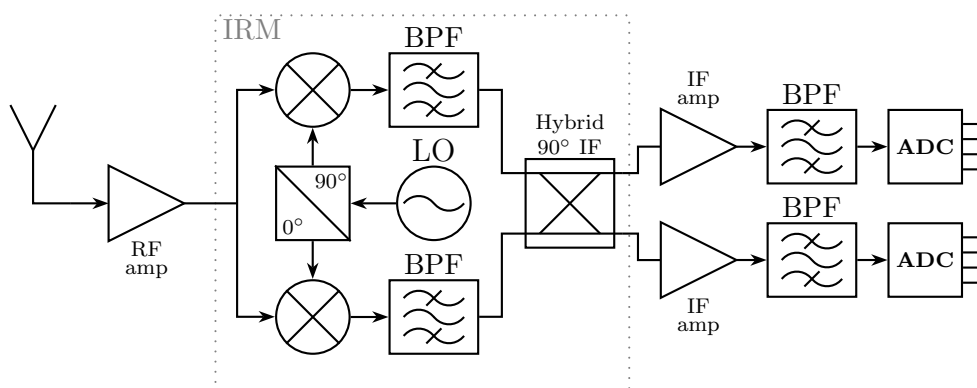 IRM
BPF
IF
amp
BPF
Hybrid
90° IF
LO
ADC
90°
0°
BPF
RF
amp
BPF
ADC
IF
amp